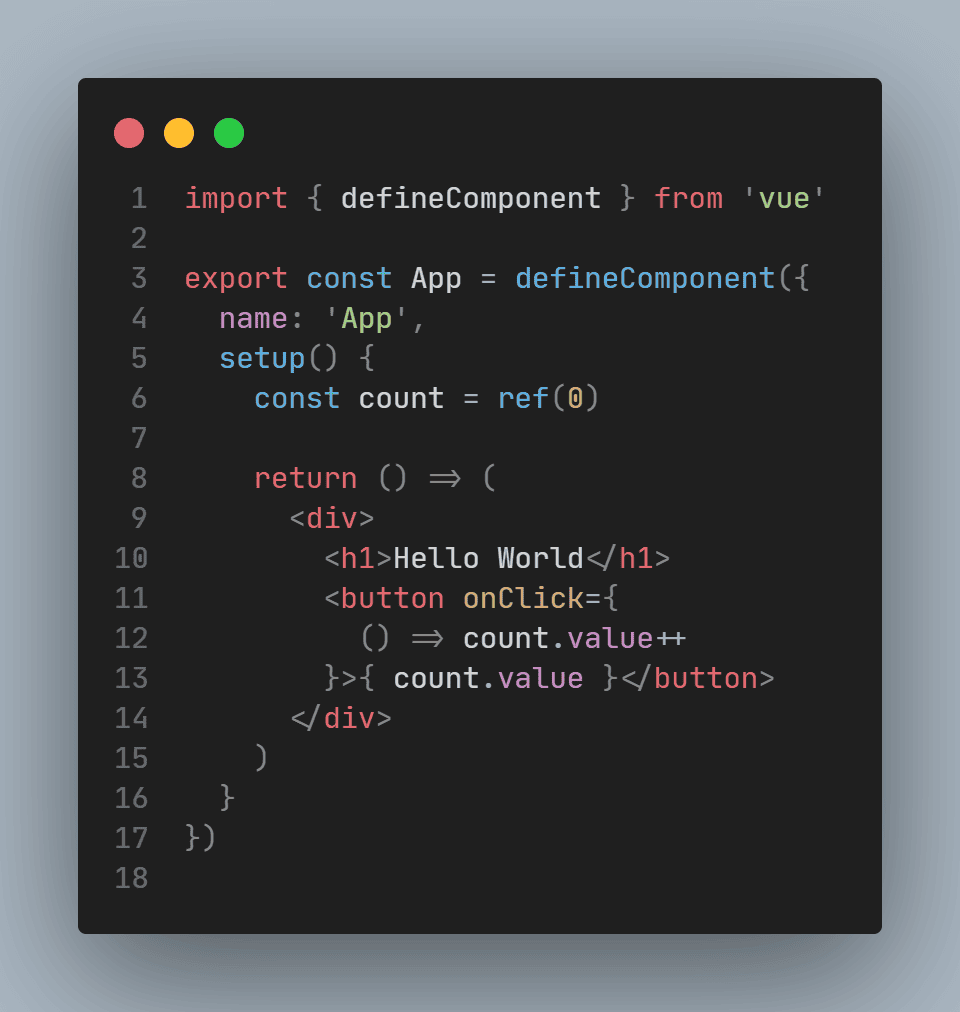 1 import { defineComponent } from 'vue'
2
3 export const App = defineComponent({
4   name: 'App',
5   setup() {
6     const count = ref(0)
7
8     return () => (
9       <div>
10         <h1>Hello World</h1>
11         <button onClick={
12           () => count.value++
13         }>{ count.value }</button>
14       </div>
15     )
16   }
17 })
18